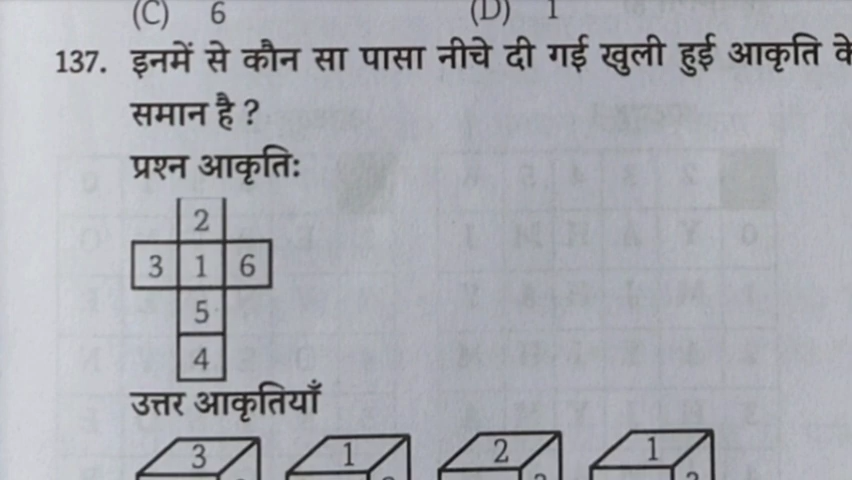 (C) 6 (D) 1
137. इनमें से कौन सा पासा नीचे दी गई खुली हुई आकृति के
समान है ?
प्रश्न आकृतिः
2
3 1 6
5
4
उत्तर आकृतियाँ
3 1 2 1